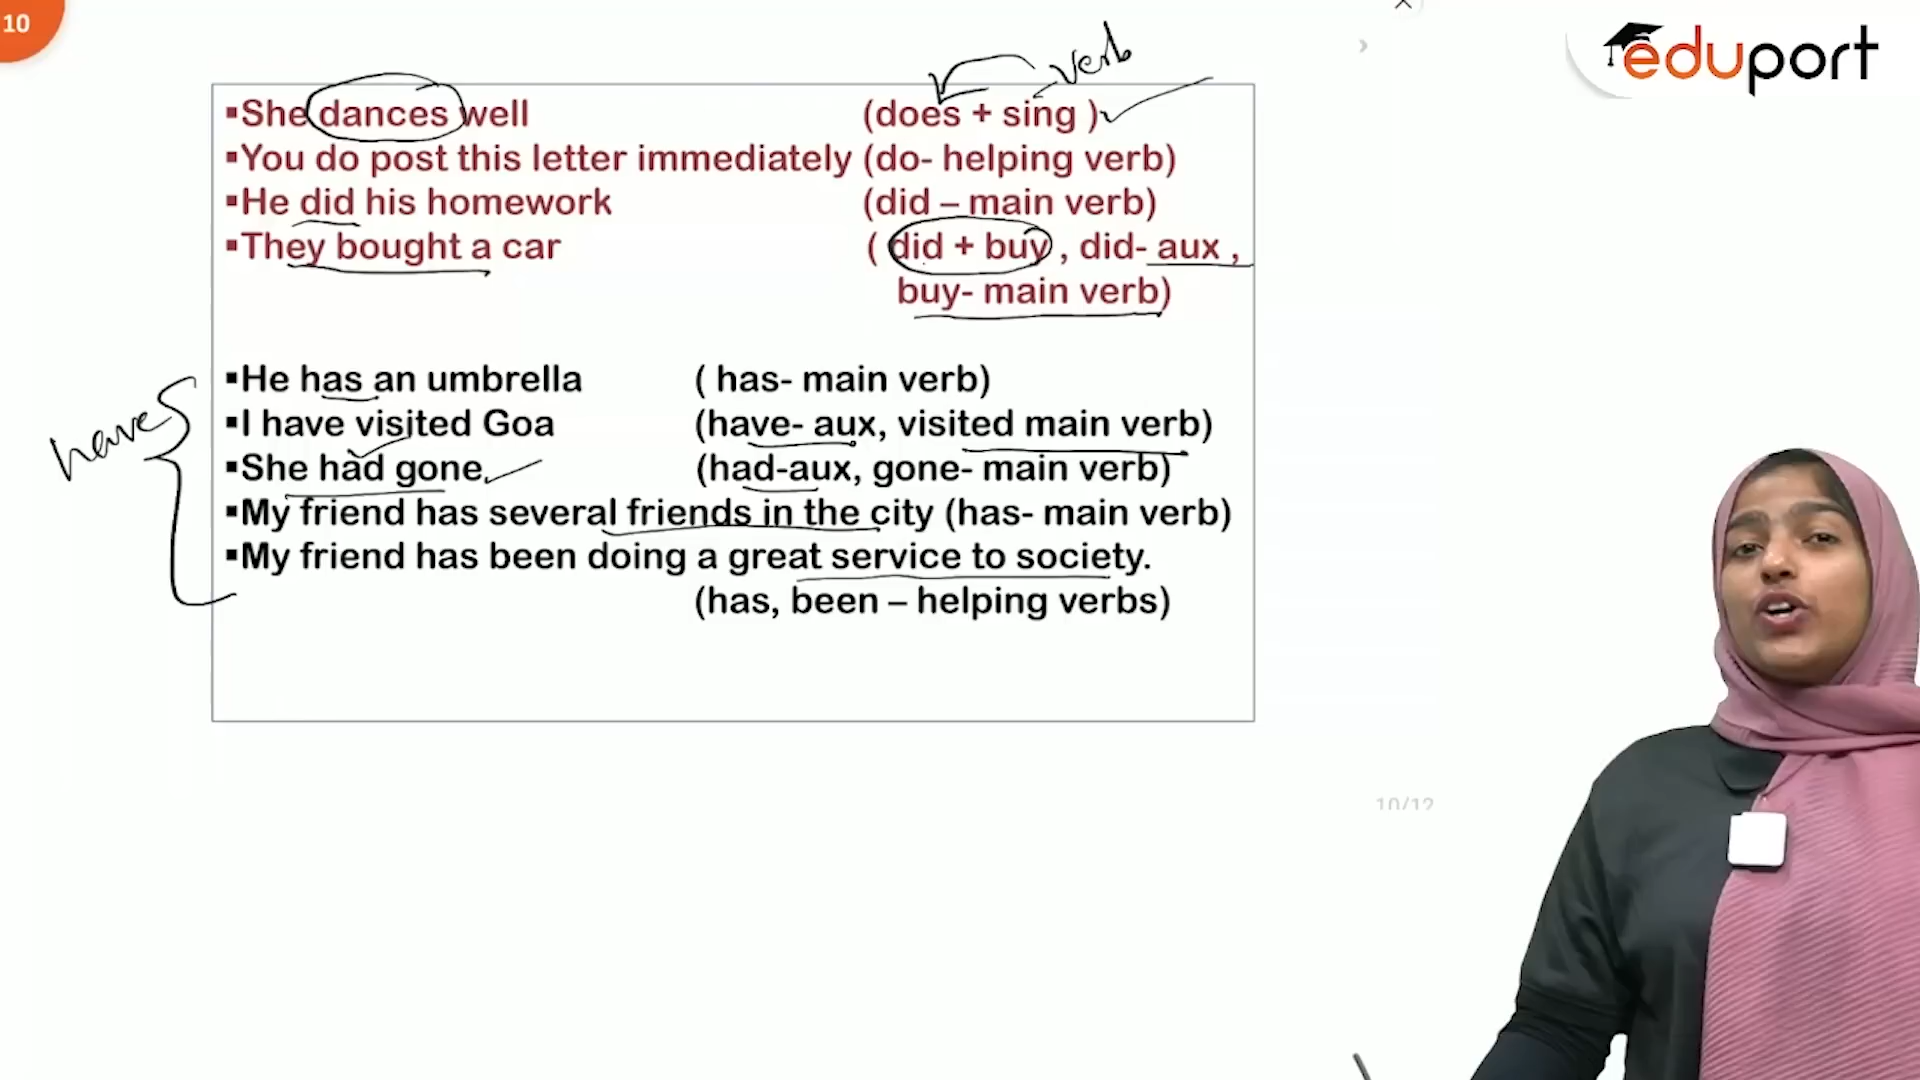 10
eduport
verb
▪She dances well (does + sing )
▪You do post this letter immediately (do- helping verb)
▪He did his homework (did – main verb)
▪They bought a car ( did + buy , did- aux ,
buy- main verb)
have
▪He has an umbrella ( has- main verb)
▪I have visited Goa (have- aux, visited main verb)
▪She had gone. (had-aux, gone- main verb)
▪My friend has several friends in the city (has- main verb)
▪My friend has been doing a great service to society.
(has, been – helping verbs)
10/12